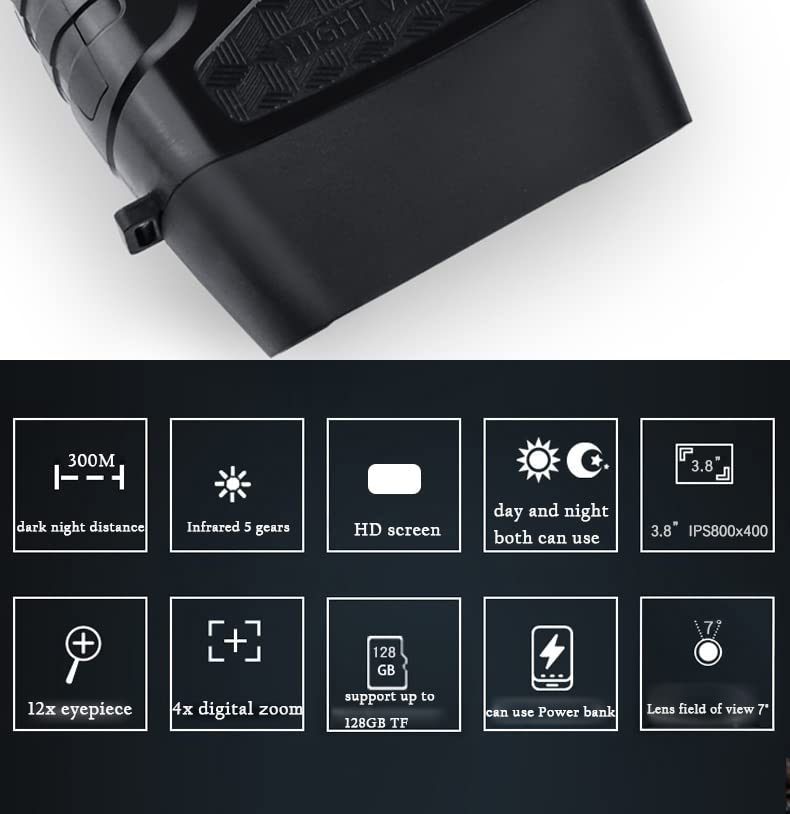 NIGHT VI
300M
dark night distance
Infrared 5 gears
HD screen
day and night
both can use
3.8"
3.8" IPS800x400
12x eyepiece
4x digital zoom
128
GB
support up to
128GB TF
can use Power bank
7°
Lens field of view 7°